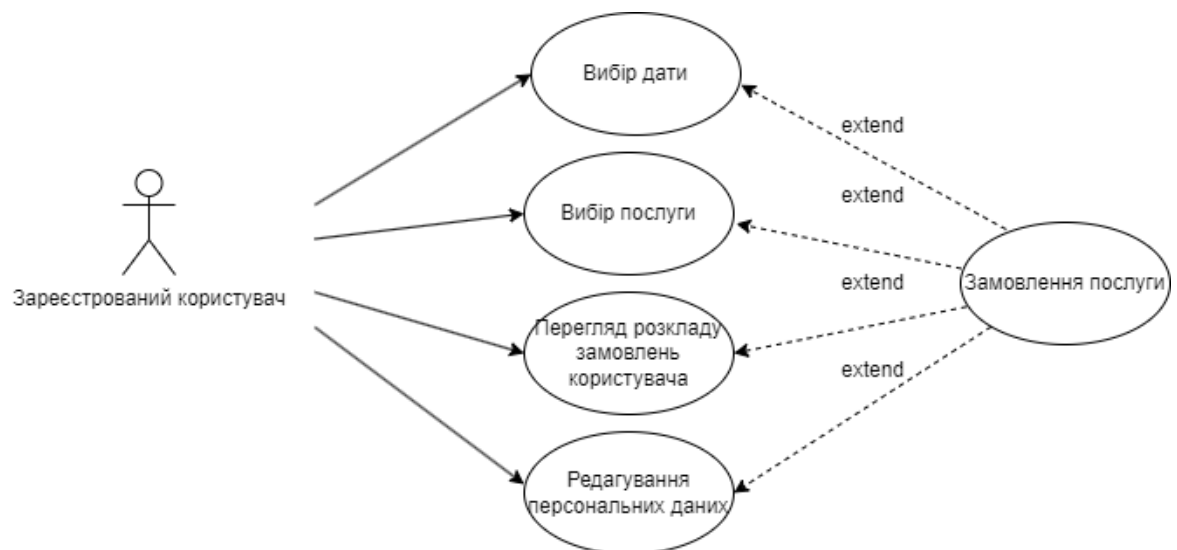 Вибір дати
extend
extend
Вибір послуги
Зареєстрований користувач
extend
Замовлення послуги
Перегляд розкладу
замовлень
користувача
extend
Редагування
персональних даних